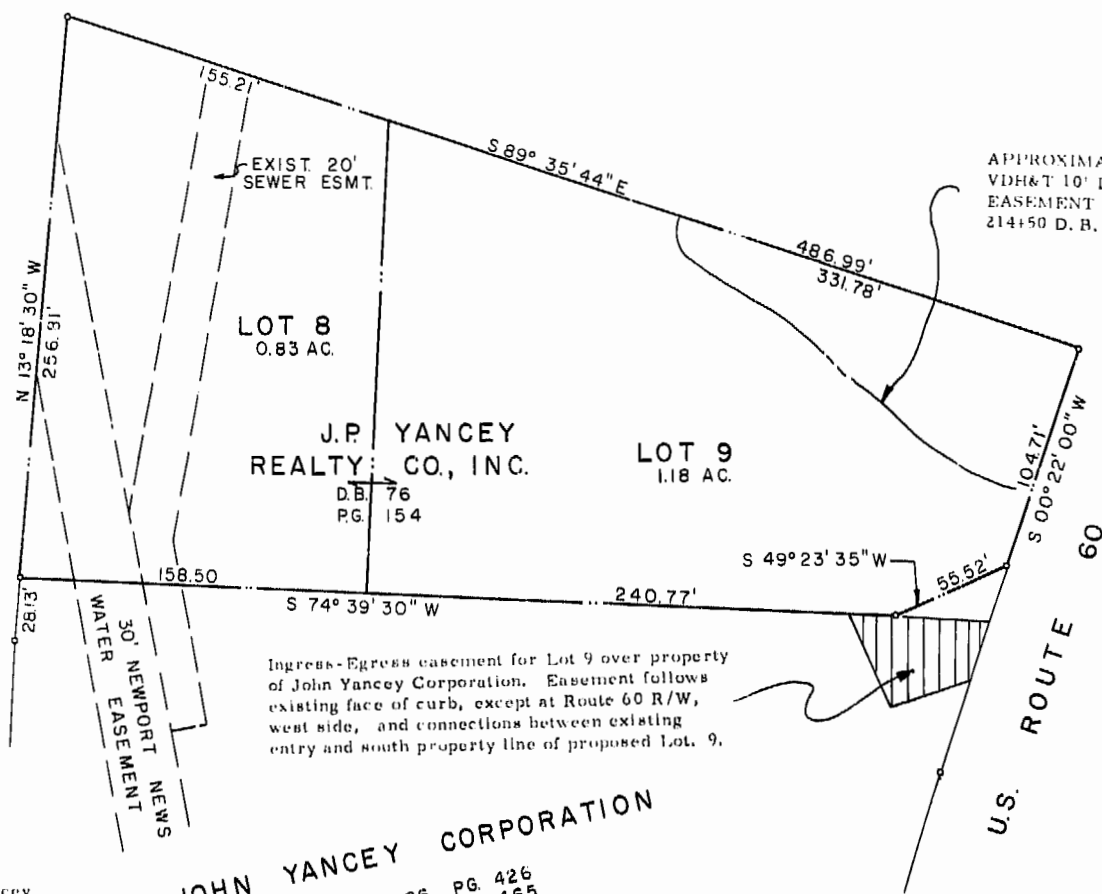 155.21'
EXIST. 20'
SEWER ESMT.
S 89° 35' 44" E
APPROXIMA
VDH&T 10'
EASEMENT
214+50 D. B.
486.99'
331.78'
N 13° 18' 30" W
256.31'
LOT 8
0.83 AC.
J.P. YANCEY
REALTY CO., INC.
D.B. 76
P.G. 154
LOT 9
1.18 AC.
104.71'
S 00° 22' 00" W
S 49° 23' 35" W
55.52'
158.50
S 74° 39' 30" W
240.77'
28.13'
30' NEWPORT NEWS
WATER EASEMENT
Ingress-Egress easement for Lot 9 over property
of John Yancey Corporation. Easement follows
existing face of curb, except at Route 60 R/W,
west side, and connections between existing
entry and south property line of proposed Lot. 9.
U.S. ROUTE 60
JOHN YANCEY CORPORATION
PG. 426